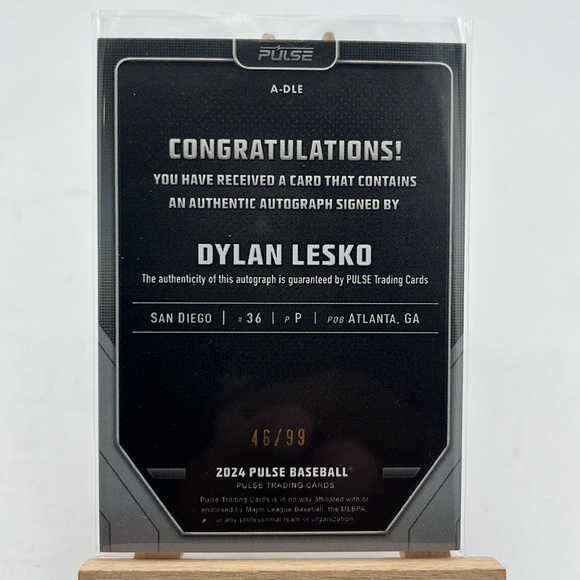 PULSE
A-DLE
CONGRATULATIONS!
YOU HAVE RECEIVED A CARD THAT CONTAINS
AN AUTHENTIC AUTOGRAPH SIGNED BY
DYLAN LESKO
The authenticity of this autograph is guaranteed by PULSE Trading Cards
SAN DIEGO | # 36 | P P | POB ATLANTA, GA
46/99
2024 PULSE BASEBALL
PULSE TRADING CARDS
Pulse Trading Cards is in no way affiliated with or
endorsed by Major League Baseball, the MLBPA
or any professional team or organization.